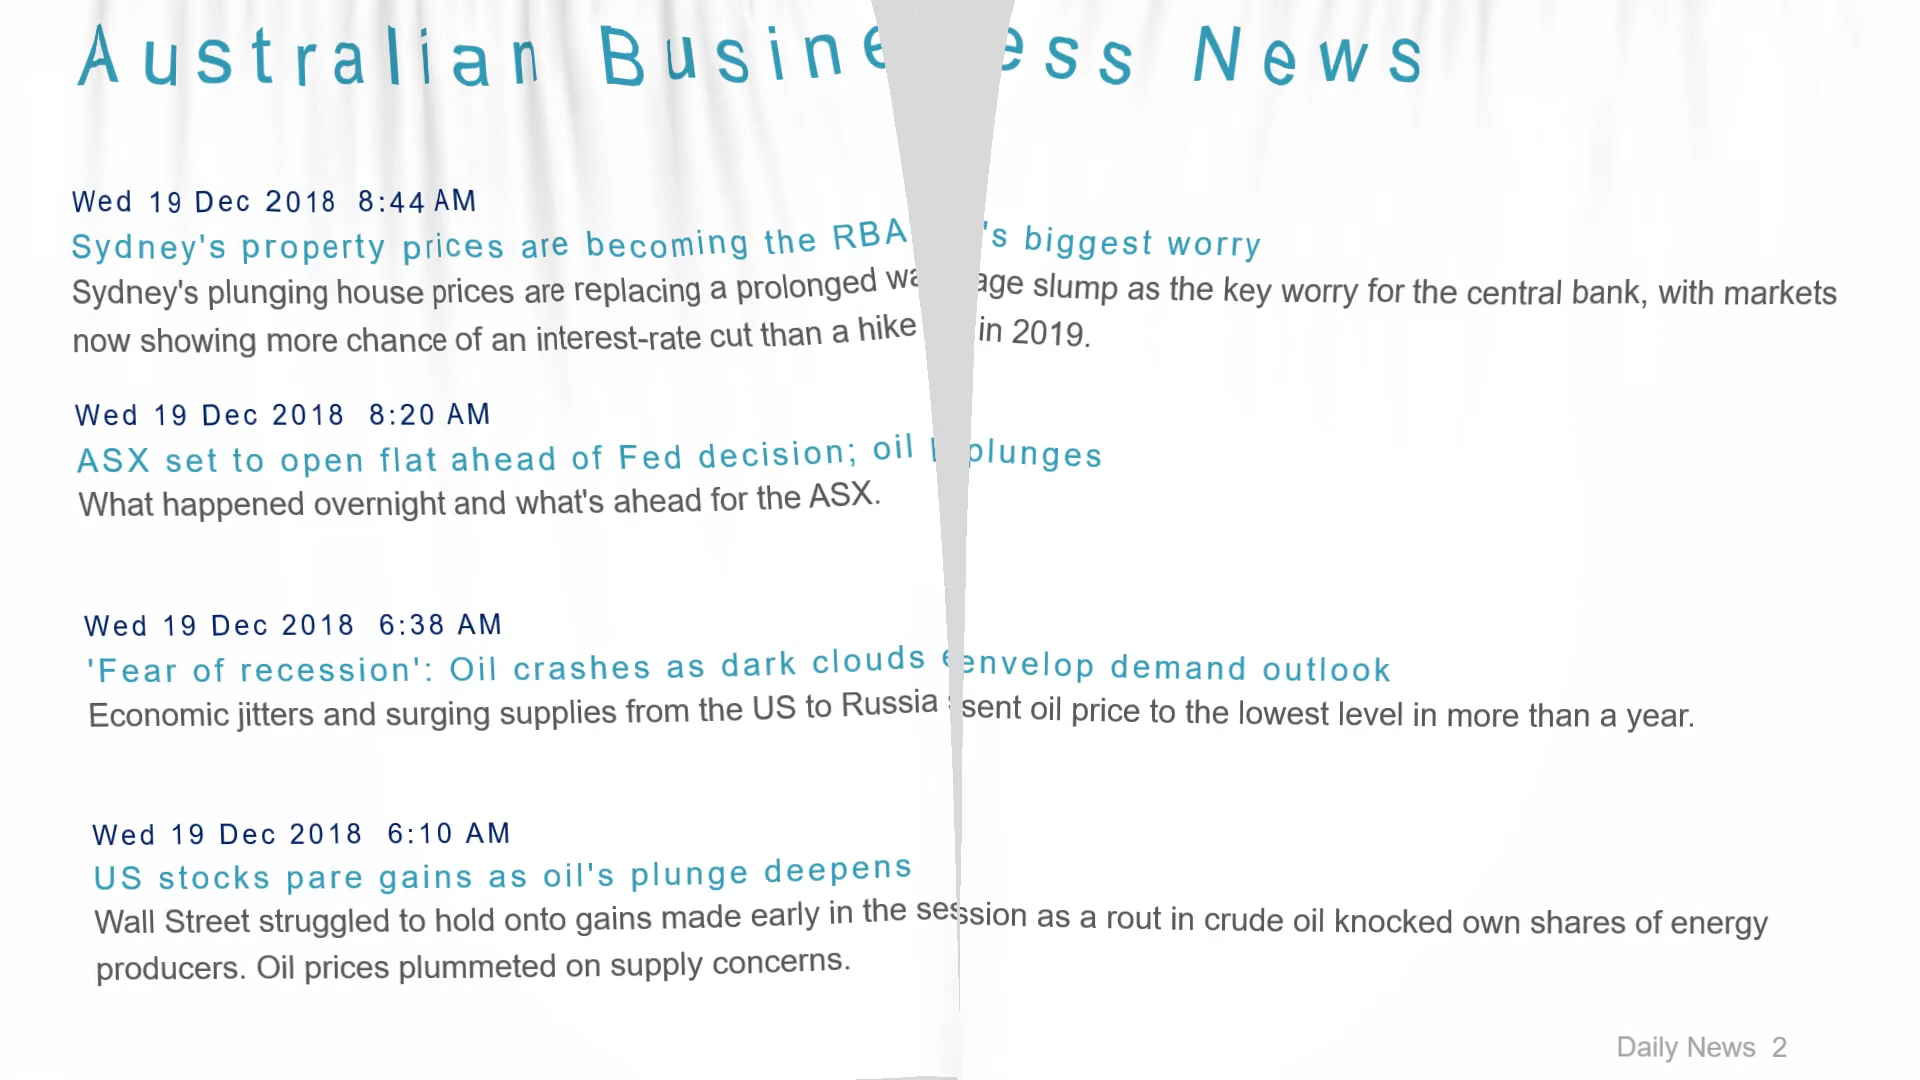 Australian Business News
Wed 19 Dec 2018 8:44 AM
Sydney's property prices are becoming the RBA's biggest worry
Sydney's plunging house prices are replacing a prolonged wage slump as the key worry for the central bank, with markets
now showing more chance of an interest-rate cut than a hike in 2019.
Wed 19 Dec 2018 8:20 AM
ASX set to open flat ahead of Fed decision; oil plunges
What happened overnight and what's ahead for the ASX.
Wed 19 Dec 2018 6:38 AM
'Fear of recession': Oil crashes as dark clouds envelop demand outlook
Economic jitters and surging supplies from the US to Russia sent oil price to the lowest level in more than a year.
Wed 19 Dec 2018 6:10 AM
US stocks pare gains as oil's plunge deepens
Wall Street struggled to hold onto gains made early in the session as a rout in crude oil knocked own shares of energy
producers. Oil prices plummeted on supply concerns.
Daily News 2